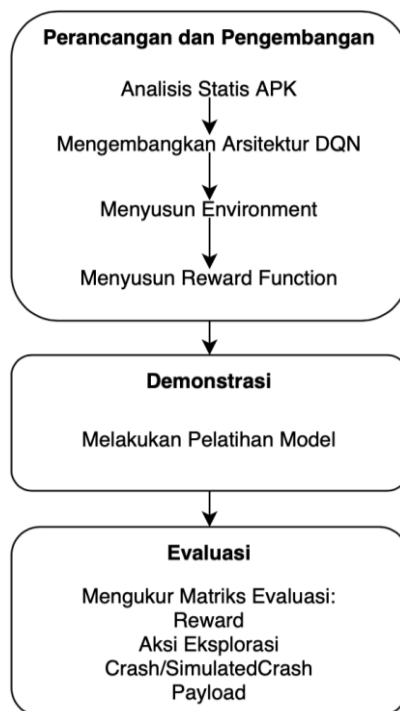 Perancangan dan Pengembangan
Analisis Statis APK
Mengembangkan Arsitektur DQN
Menyusun Environment
Menyusun Reward Function
Demonstrasi
Melakukan Pelatihan Model
Evaluasi
Mengukur Matriks Evaluasi:
Reward
Aksi Eksplorasi
Crash/SimulatedCrash
Payload